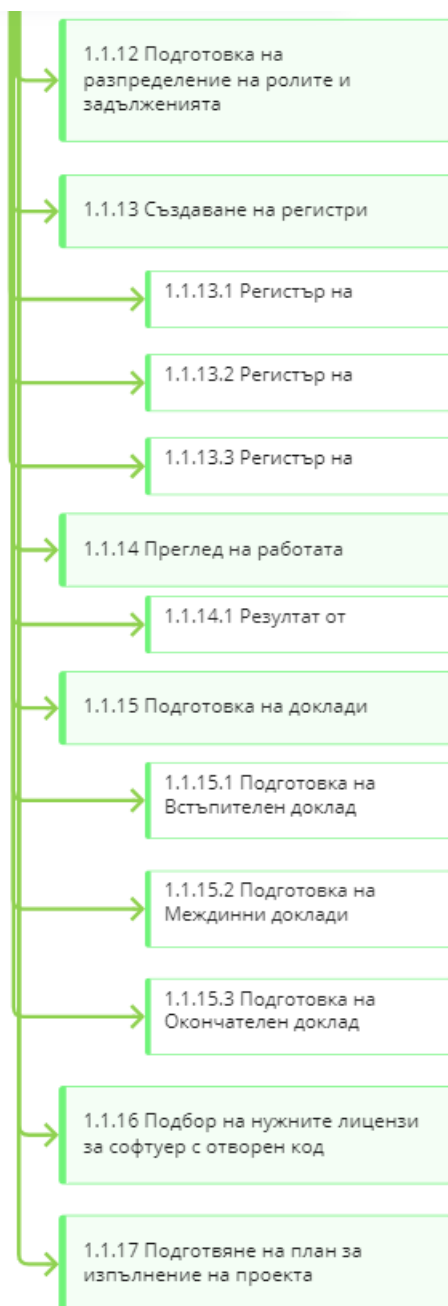 1.1.12 Подготовка на
разпределение на ролите и
задълженията
1.1.13 Създаване на регистри
1.1.13.1 Регистър на
1.1.13.2 Регистър на
1.1.13.3 Регистър на
1.1.14 Преглед на работата
1.1.14.1 Резултат от
1.1.15 Подготовка на доклади
1.1.15.1 Подготовка на
Встъпителен доклад
1.1.15.2 Подготовка на
Междинни доклади
1.1.15.3 Подготовка на
Окончателен доклад
1.1.16 Подбор на нужните лицензи
за софтуер с отворен код
1.1.17 Подготвяне на план за
изпълнение на проекта